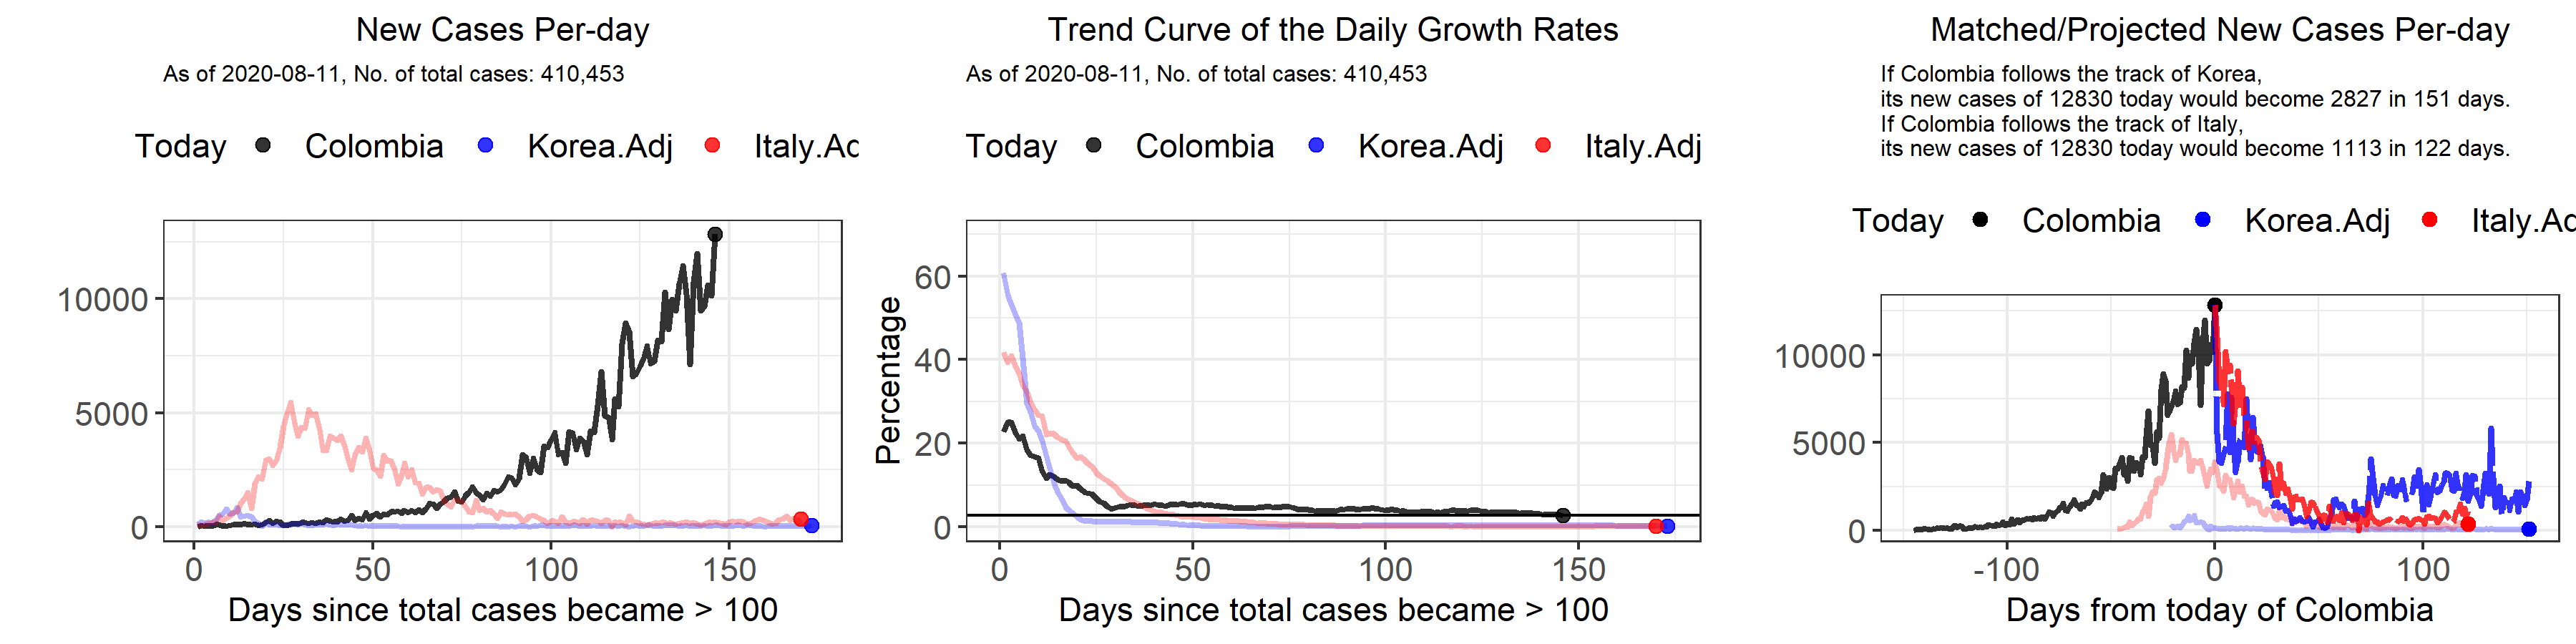 New Cases Per-day
As of 2020-08-11, No. of total cases: 410,453
Today Colombia Korea.Adj Italy.Ac
10000
5000
0
0 50 100 150
Days since total cases became > 100
Trend Curve of the Daily Growth Rates
As of 2020-08-11, No. of total cases: 410,453
Today Colombia Korea.Adj Italy.Adj
Percentage
60
40
20
0
0 50 100 150
Days since total cases became > 100
Matched/Projected New Cases Per-day
If Colombia follows the track of Korea,
its new cases of 12830 today would become 2827 in 151 days.
If Colombia follows the track of Italy,
its new cases of 12830 today would become 1113 in 122 days.
Today Colombia Korea.Adj Italy.Ad
10000
5000
0
-100 0 100
Days from today of Colombia